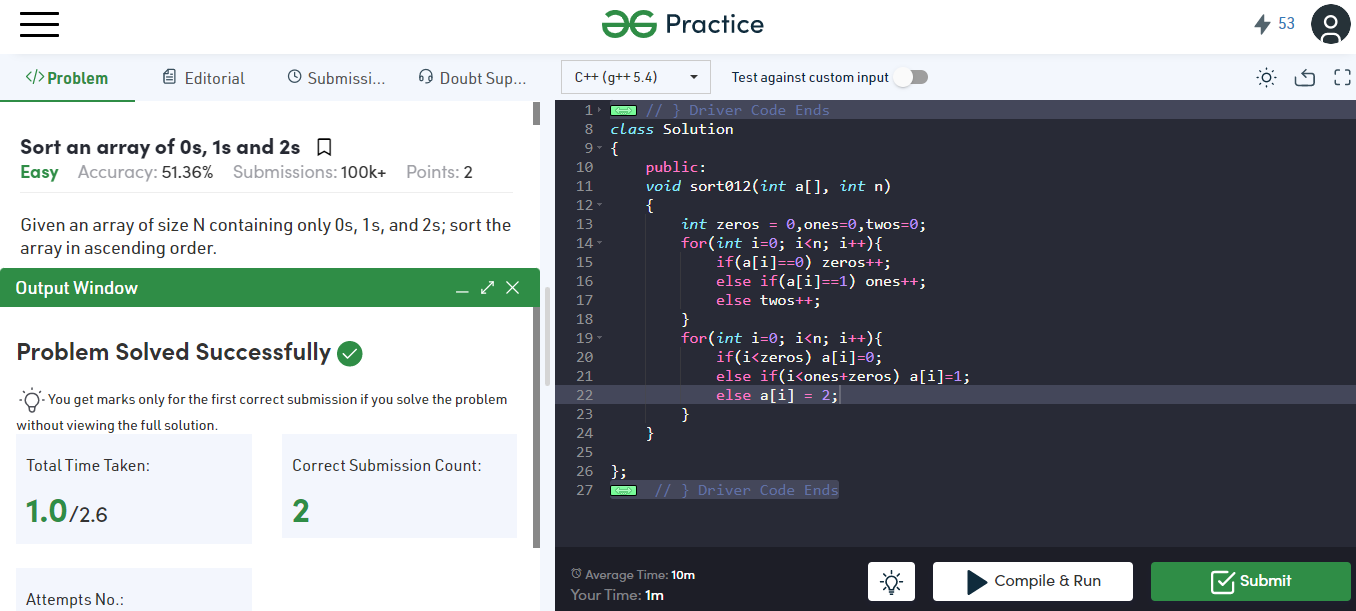 Practice
53
</>Problem
Editorial
Submissi...
Doubt Sup...
C++ (g++ 5.4)
Test against custom input
Sort an array of 0s, 1s and 2s
Easy Accuracy: 51.36% Submissions: 100k+ Points: 2
Given an array of size N containing only 0s, 1s, and 2s; sort the
array in ascending order.
Output Window
Problem Solved Successfully
You get marks only for the first correct submission if you solve the problem
without viewing the full solution.
Total Time Taken:
1.0/2.6
Correct Submission Count:
2
Attempts No.:
1 // } Driver Code Ends
8 class Solution
9 {
10 public:
11 void sort012(int a[], int n)
12 {
13 int zeros = 0,ones=0,twos=0;
14 for(int i=0; i<n; i++){
15 if(a[i]==0) zeros++;
16 else if(a[i]==1) ones++;
17 else twos++;
18 }
19 for(int i=0; i<n; i++){
20 if(i<zeros) a[i]=0;
21 else if(i<ones+zeros) a[i]=1;
22 else a[i] = 2;
23 }
24 }
25
26 };
27 // } Driver Code Ends
Average Time: 10m
Your Time: 1m
Compile & Run
Submit